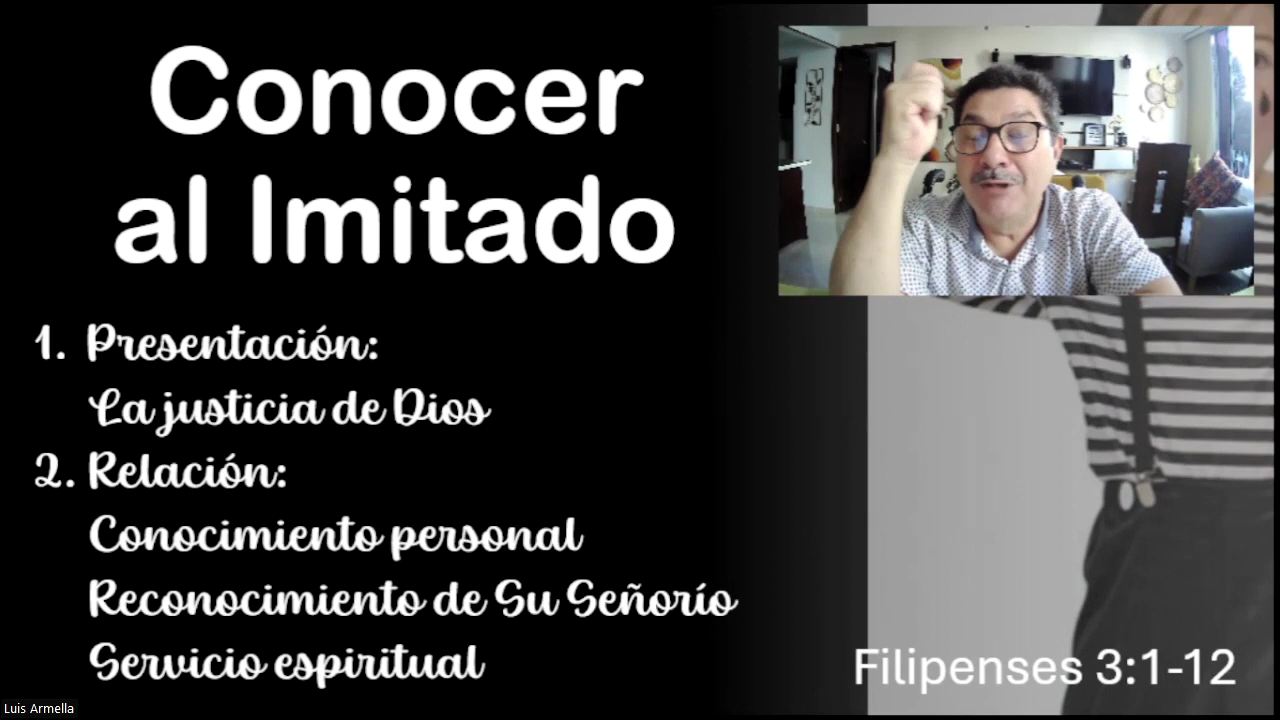 Conocer
al Imitado
1. Presentación:
La justicia de Dios
2. Relación:
Conocimiento personal
Reconocimiento de Su Señorío
Servicio espiritual
Filipenses 3:1-12
Luis Armella